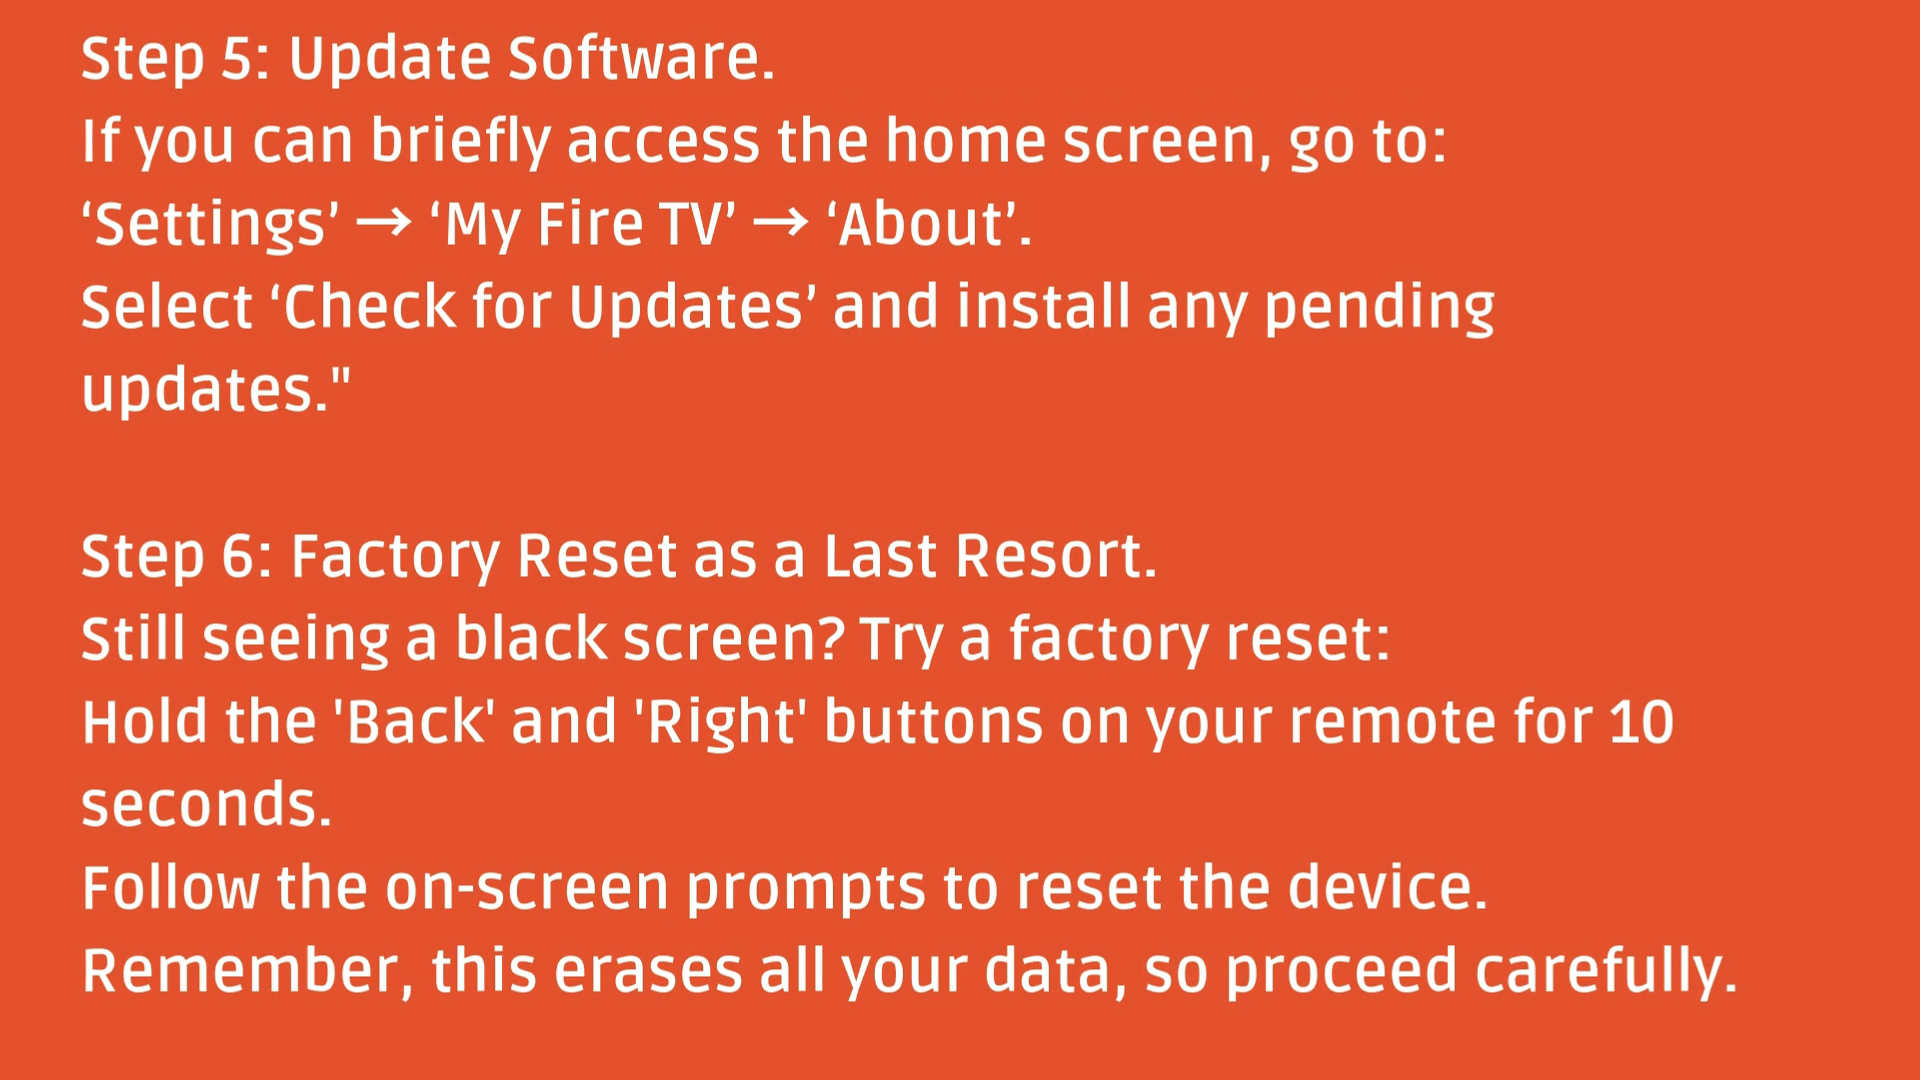 Step 5: Update Software.
If you can briefly access the home screen, go to:
‘Settings’ → ‘My Fire TV’ → ‘About’.
Select ‘Check for Updates’ and install any pending
updates."
Step 6: Factory Reset as a Last Resort.
Still seeing a black screen? Try a factory reset:
Hold the 'Back' and 'Right' buttons on your remote for 10
seconds.
Follow the on-screen prompts to reset the device.
Remember, this erases all your data, so proceed carefully.